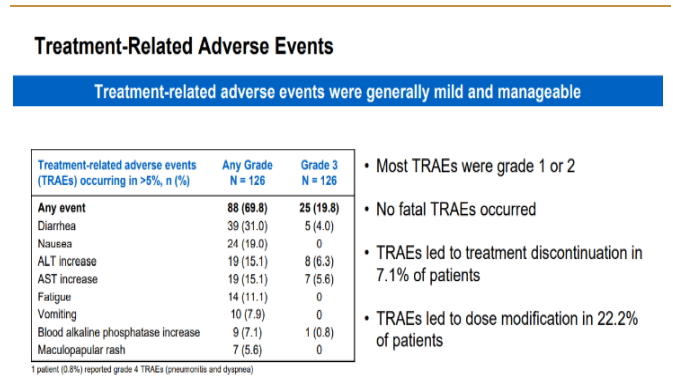 Treatment-Related Adverse Events
Treatment-related adverse events were generally mild and manageable
Treatment-related adverse events Any Grade Grade 3
(TRAEs) occurring in >5%, n (%) N = 126 N = 126
Any event 88 (69.8) 25 (19.8)
Diarrhea 39 (31.0) 5 (4.0)
Nausea 24 (19.0) 0
ALT increase 19 (15.1) 8 (6.3)
AST increase 19 (15.1) 7 (5.6)
Fatigue 14 (11.1) 0
Vomiting 10 (7.9) 0
Blood alkaline phosphatase increase 9 (7.1) 1 (0.8)
Maculopapular rash 7 (5.6) 0
1 patient (0.8%) reported grade 4 TRAEs (pneumonitis and dyspnea)
• Most TRAEs were grade 1 or 2
• No fatal TRAEs occurred
• TRAEs led to treatment discontinuation in
7.1% of patients
• TRAEs led to dose modification in 22.2%
of patients